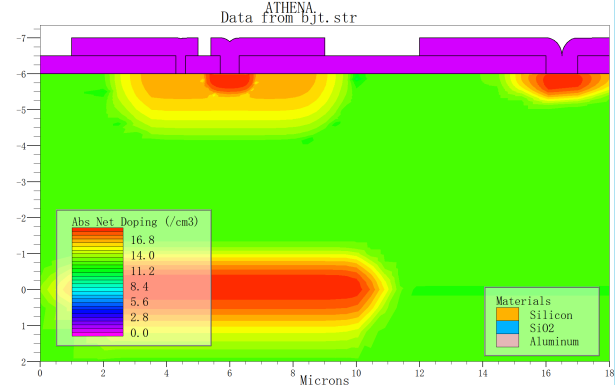 ATHENA
Data from bjt.str
-7
-6
-5
-4
-3
-2
-1
0
1
2
0 2 4 6 8 10 12 14 16 18
Microns
Abs Net Doping (/cm3)
16.8
14.0
11.2
8.4
5.6
2.8
0.0
Materials
Silicon
SiO2
Aluminum